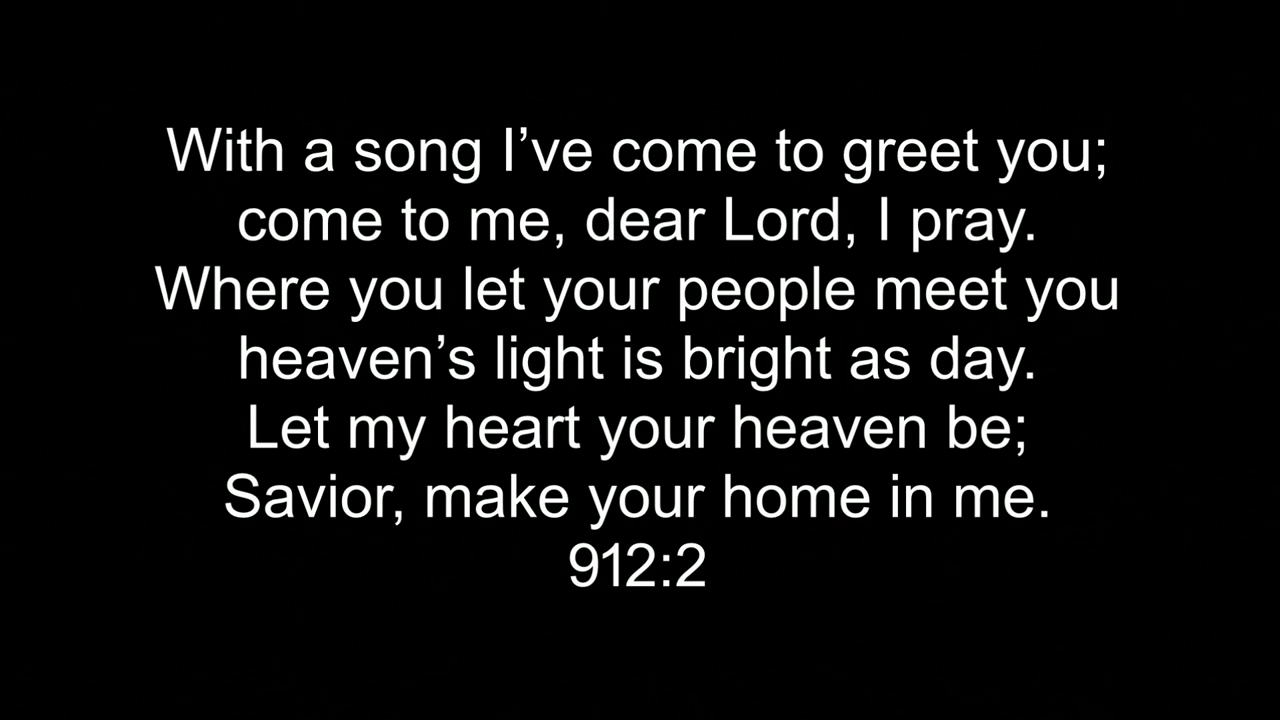 With a song I’ve come to greet you;
come to me, dear Lord, I pray.
Where you let your people meet you
heaven’s light is bright as day.
Let my heart your heaven be;
Savior, make your home in me.
912:2